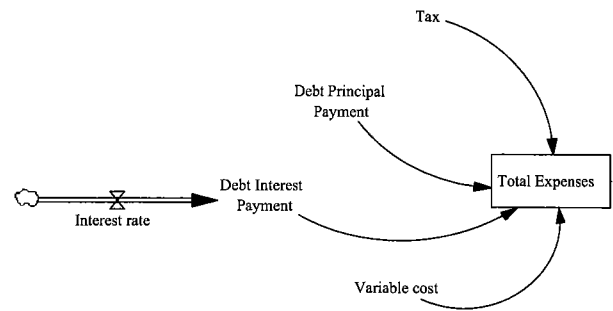 Tax
Debt Principal
Payment
Total Expenses
Debt Interest
Payment
Interest rate
Variable cost